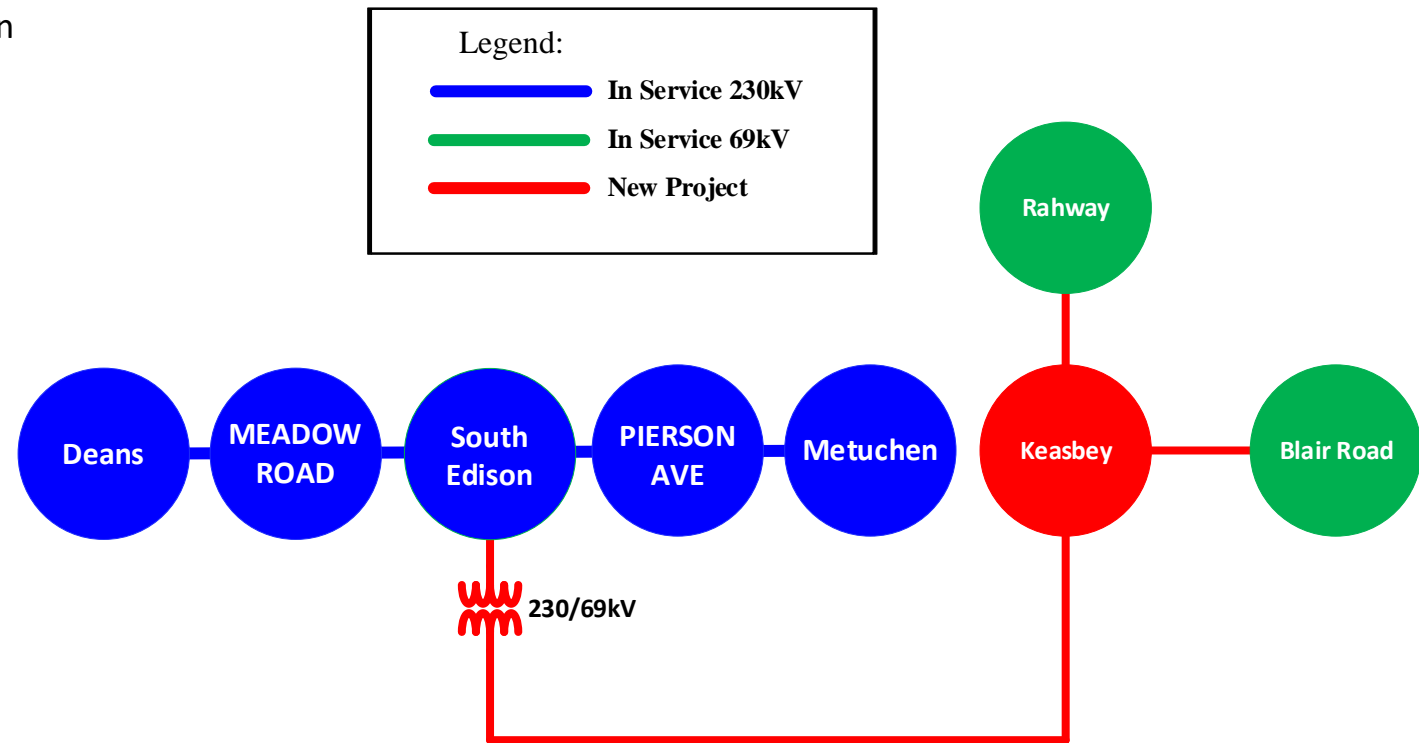 n
Legend:
In Service 230kV
In Service 69kV
New Project
Rahway
Deans
MEADOW
ROAD
South
Edison
PIERSON
AVE
Metuchen
Keasbey
Blair Road
230/69kV